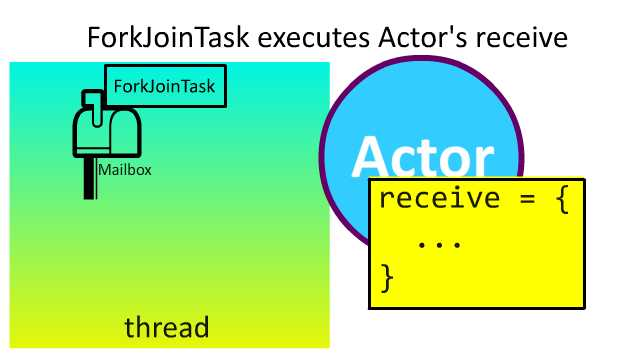 ForkJoinTask executes Actor's receive
ForkJoinTask
Mailbox
Actor
receive = {
...
}
thread